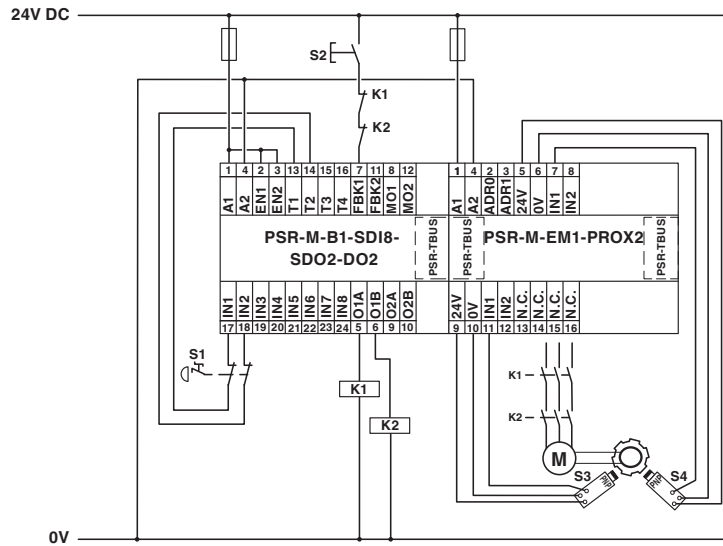 24V DC
S2
K1
K2
1 4 2 3 13 14 15 16 7 11 8 12
1 4 2 3 5 6 7 8
A1 A2 EN1 EN2 T1 T2 T3 T4 FBK1 FBK2 MO1 MO2
A1 A2 ADR0 ADR1 24V 0V IN1 IN2
PSR-M-B1-SDI8-
SDO2-DO2
PSR-TBUS
PSR-TBUS
PSR-M-EM1-PROX2
PSR-TBUS
IN1 IN2 IN3 IN4 IN5 IN6 IN7 IN8 O1A O1B O2A O2B
24V 0V IN1 IN2 N.C. N.C. N.C. N.C.
17 18 19 20 21 22 23 24 5 6 9 10
9 10 11 12 13 14 15 16
S1
K1
K2
K1
K2
M
S3
PNP
S4
PNP
0V